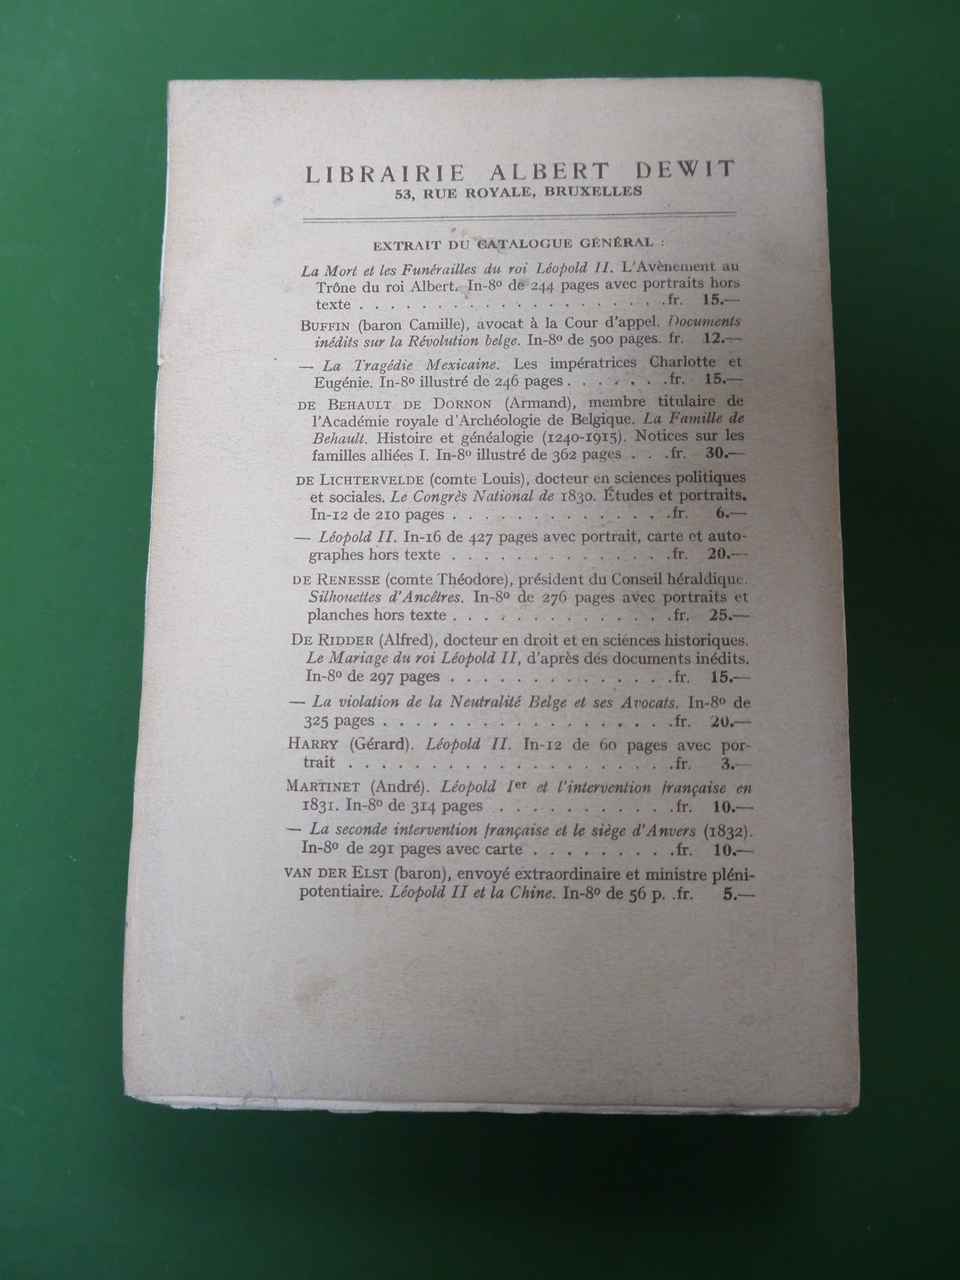 LIBRAIRIE ALBERT DEWIT
53, RUE ROYALE, BRUXELLES
EXTRAIT DU CATALOGUE GÉNÉRAL :
La Mort et les Funérailles du roi Léopold II. L'Avènement au
Trône du roi Albert. In-8º de 244 pages avec portraits hors
texte . . . . . . . . . . . . . . . . . . . . fr. 15.—
BUFFIN (baron Camille), avocat à la Cour d'appel. Documents
inédits sur la Révolution belge. In-8º de 500 pages. fr. 12.—
— La Tragédie Mexicaine. Les impératrices Charlotte et
Eugénie. In-8º illustré de 246 pages . . . . . . . fr. 15.—
DE BEHAULT DE DORNON (Armand), membre titulaire de
l'Académie royale d'Archéologie de Belgique. La Famille de
Behault. Histoire et généalogie (1240-1915). Notices sur les
familles alliées I. In-8º illustré de 362 pages . . . fr. 30.—
DE LICHTERVELDE (comte Louis), docteur en sciences politiques
et sociales. Le Congrès National de 1830. Études et portraits.
In-12 de 210 pages . . . . . . . . . . . . . . fr. 6.—
— Léopold II. In-16 de 427 pages avec portrait, carte et auto-
graphes hors texte . . . . . . . . . . . . . . fr. 20.—
DE RENESSE (comte Théodore), président du Conseil héraldique.
Silhouettes d'Ancêtres. In-8º de 276 pages avec portraits et
planches hors texte . . . . . . . . . . . . . . fr. 25.—
DE RIDDER (Alfred), docteur en droit et en sciences historiques.
Le Mariage du roi Léopold II, d'après des documents inédits.
In-8º de 297 pages . . . . . . . . . . . . . . fr. 15.—
— La violation de la Neutralité Belge et ses Avocats. In-8º de
325 pages . . . . . . . . . . . . . . . . . . . fr. 20.—
HARRY (Gérard). Léopold II. In-12 de 60 pages avec por-
trait . . . . . . . . . . . . . . . . . . . . . fr. 3.—
MARTINET (André). Léopold Ier et l'intervention française en
1831. In-8º de 314 pages . . . . . . . . . . . . fr. 10.—
— La seconde intervention française et le siège d'Anvers (1832).
In-8º de 291 pages avec carte . . . . . . . . . fr. 10.—
VAN DER ELST (baron), envoyé extraordinaire et ministre pléni-
potentiaire. Léopold II et la Chine. In-8º de 56 p. . fr. 5.—